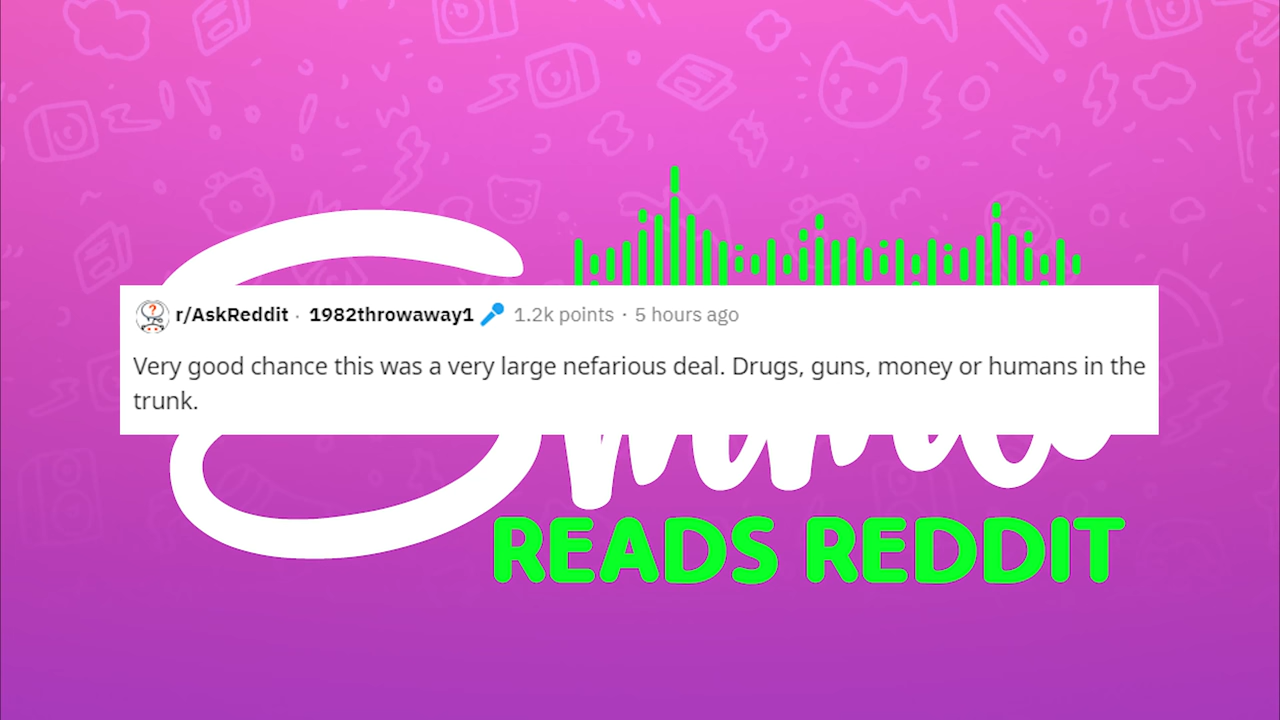 r/AskReddit · 1982throwaway1 1.2k points · 5 hours ago
Very good chance this was a very large nefarious deal. Drugs, guns, money or humans in the
trunk.
READS REDDIT